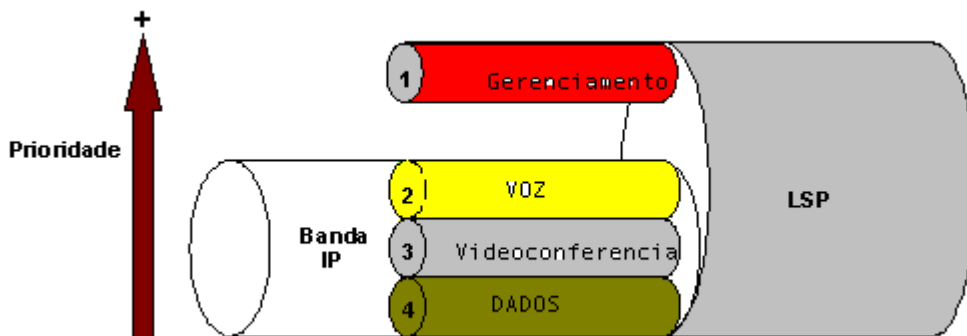 +
Prioridade
1
Gerenciamento
2
VOZ
Banda
IP
3
Videoconferencia
4
DADOS
LSP